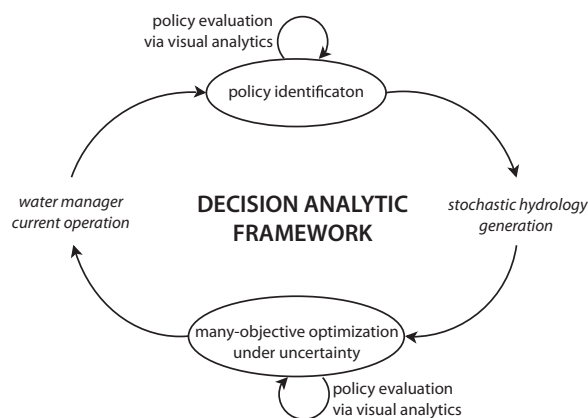 policy evaluation
via visual analytics
policy identificaton
water manager
current operation
DECISION ANALYTIC
FRAMEWORK
stochastic hydrology
generation
many-objective optimization
under uncertainty
policy evaluation
via visual analytics